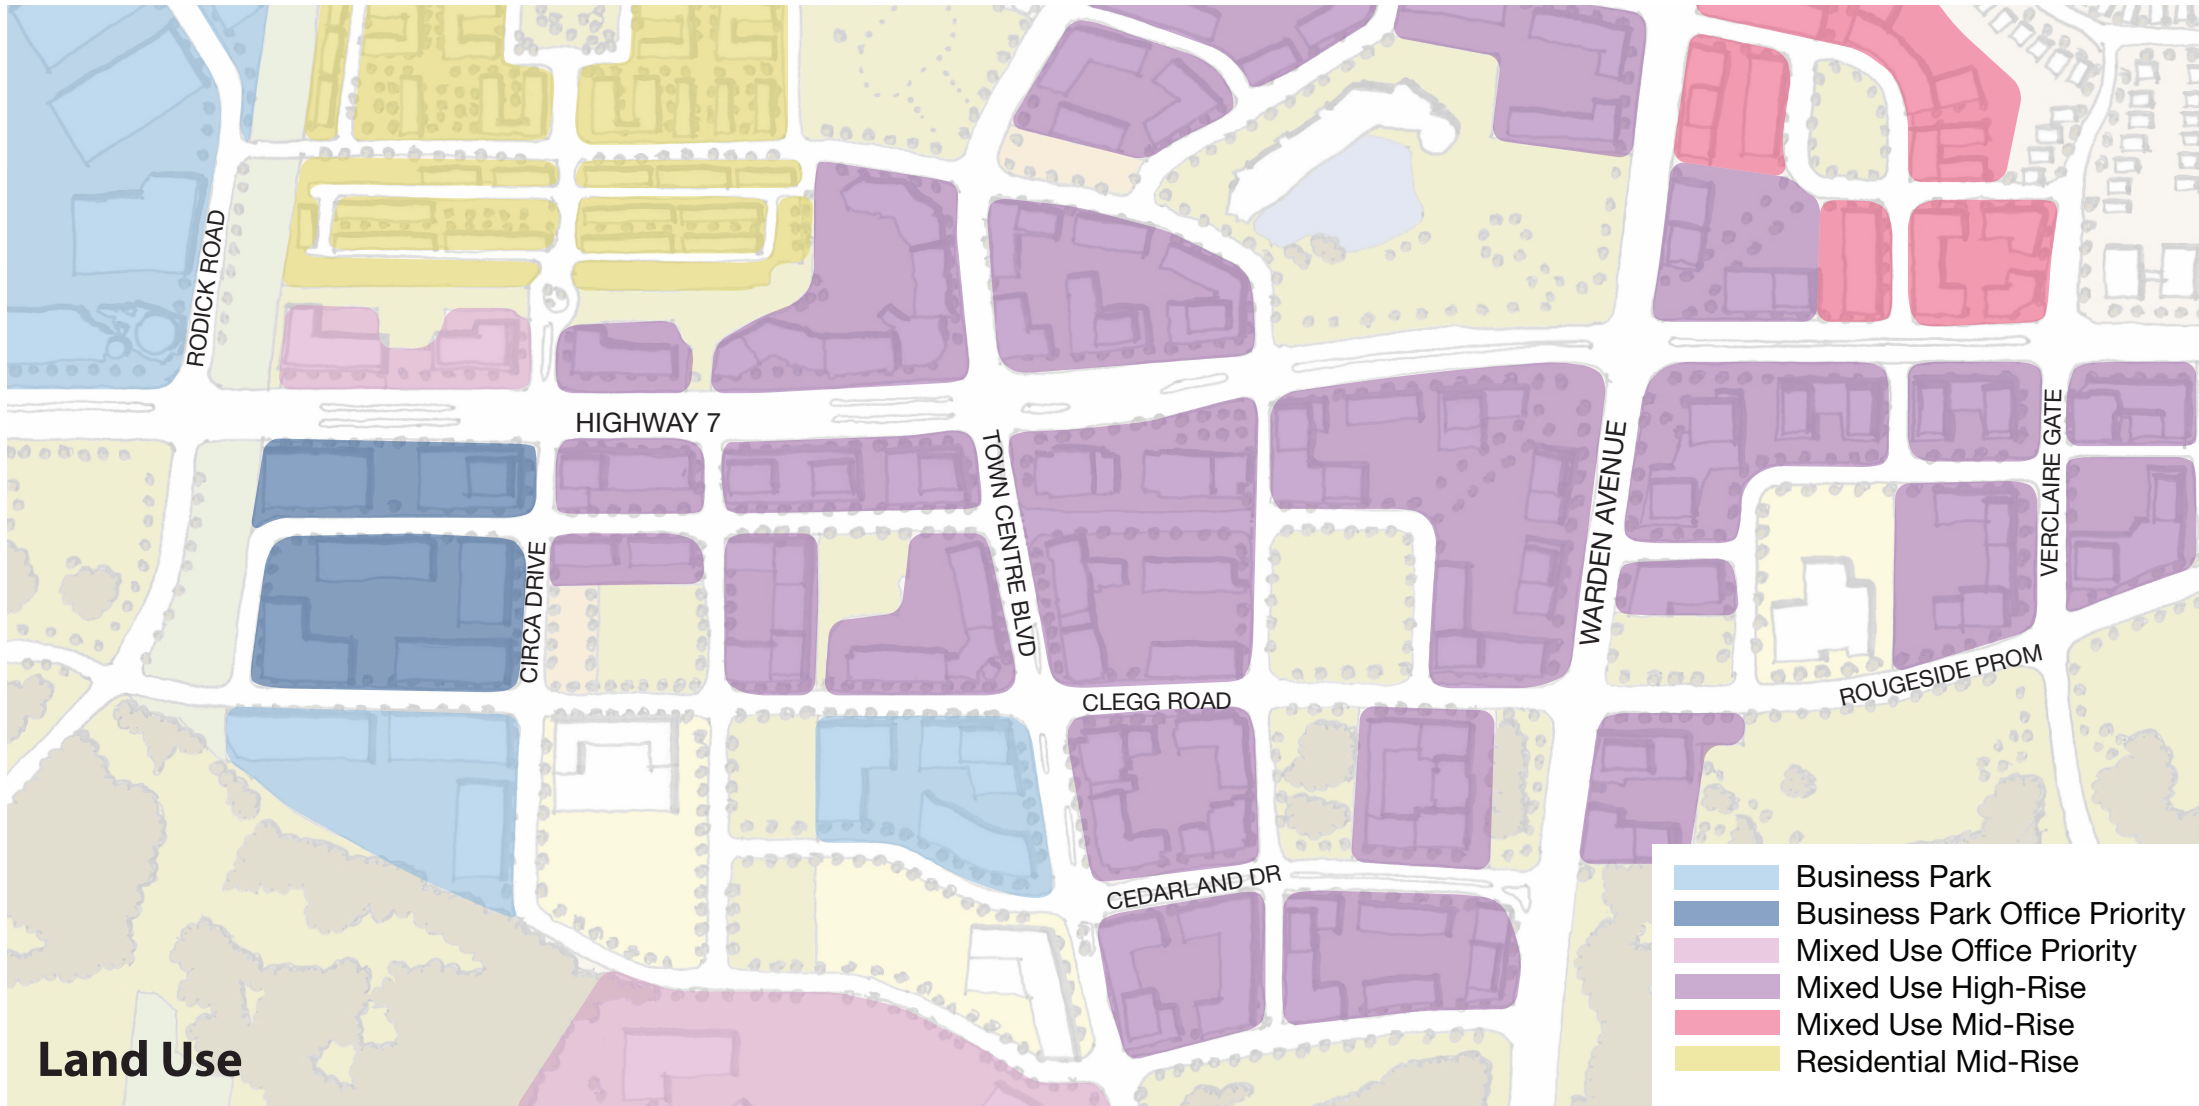 RODICK ROAD
HIGHWAY 7
TOWN CENTRE BLVD
WARDEN AVENUE
VERCLAIRE GATE
CIRCA DRIVE
CLEGG ROAD
ROUGESIDE PROM
CEDARLAND DR
Business Park
Business Park Office Priority
Mixed Use Office Priority
Mixed Use High-Rise
Mixed Use Mid-Rise
Residential Mid-Rise
Land Use